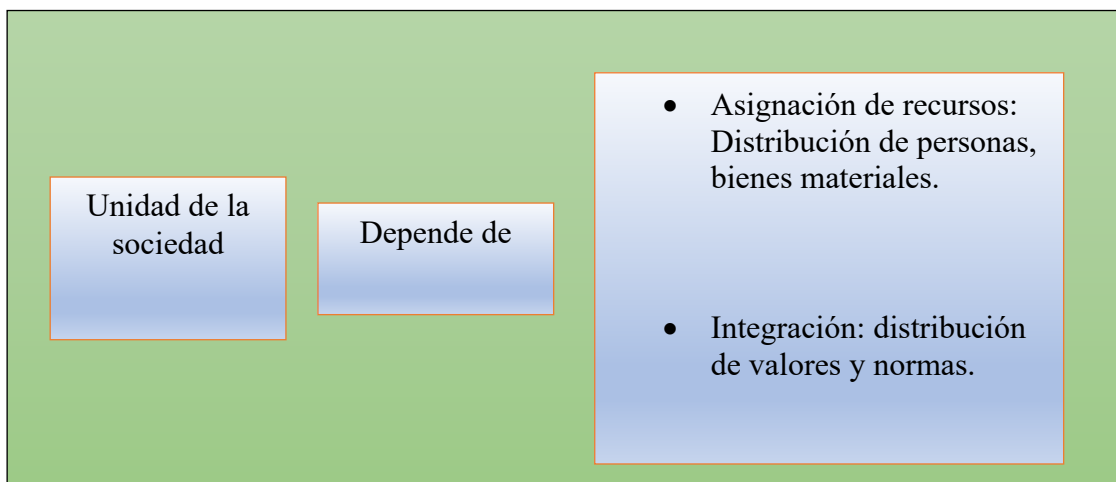 Unidad de la
sociedad
Depende de
• Asignación de recursos:
Distribución de personas,
bienes materiales.
• Integración: distribución
de valores y normas.